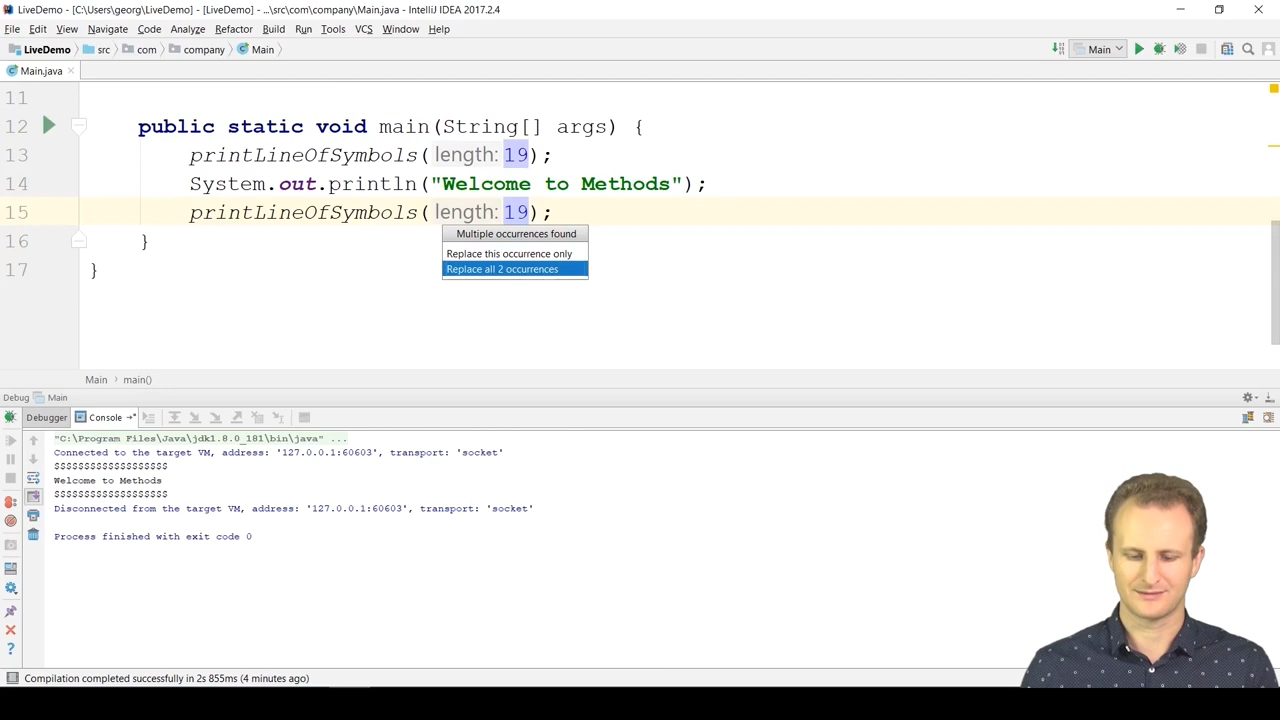 LiveDemo - [C:\Users\georg\LiveDemo] - [LiveDemo] - ...\src\com\company\Main.java - IntelliJ IDEA 2017.2.4
File Edit View Navigate Code Analyze Refactor Build Run Tools VCS Window Help
LiveDemo src com company Main Main
Main.java
11
12 public static void main(String[] args) {
13 printLineOfSymbols( length: 19);
14 System.out.println("Welcome to Methods");
15 printLineOfSymbols( length: 19);
Multiple occurrences found
16 }
Replace this occurrence only
17 }
Replace all 2 occurrences
Main main()
Debug Main
Debugger Console
"C:\Program Files\Java\jdk1.8.0_181\bin\java" ...
Connected to the target VM, address: '127.0.0.1:60603', transport: 'socket'
$$$$$$$$$$$$$$$$$$$
Welcome to Methods
$$$$$$$$$$$$$$$$$$$
Disconnected from the target VM, address: '127.0.0.1:60603', transport: 'socket'
Process finished with exit code 0
Compilation completed successfully in 2s 855ms (4 minutes ago)